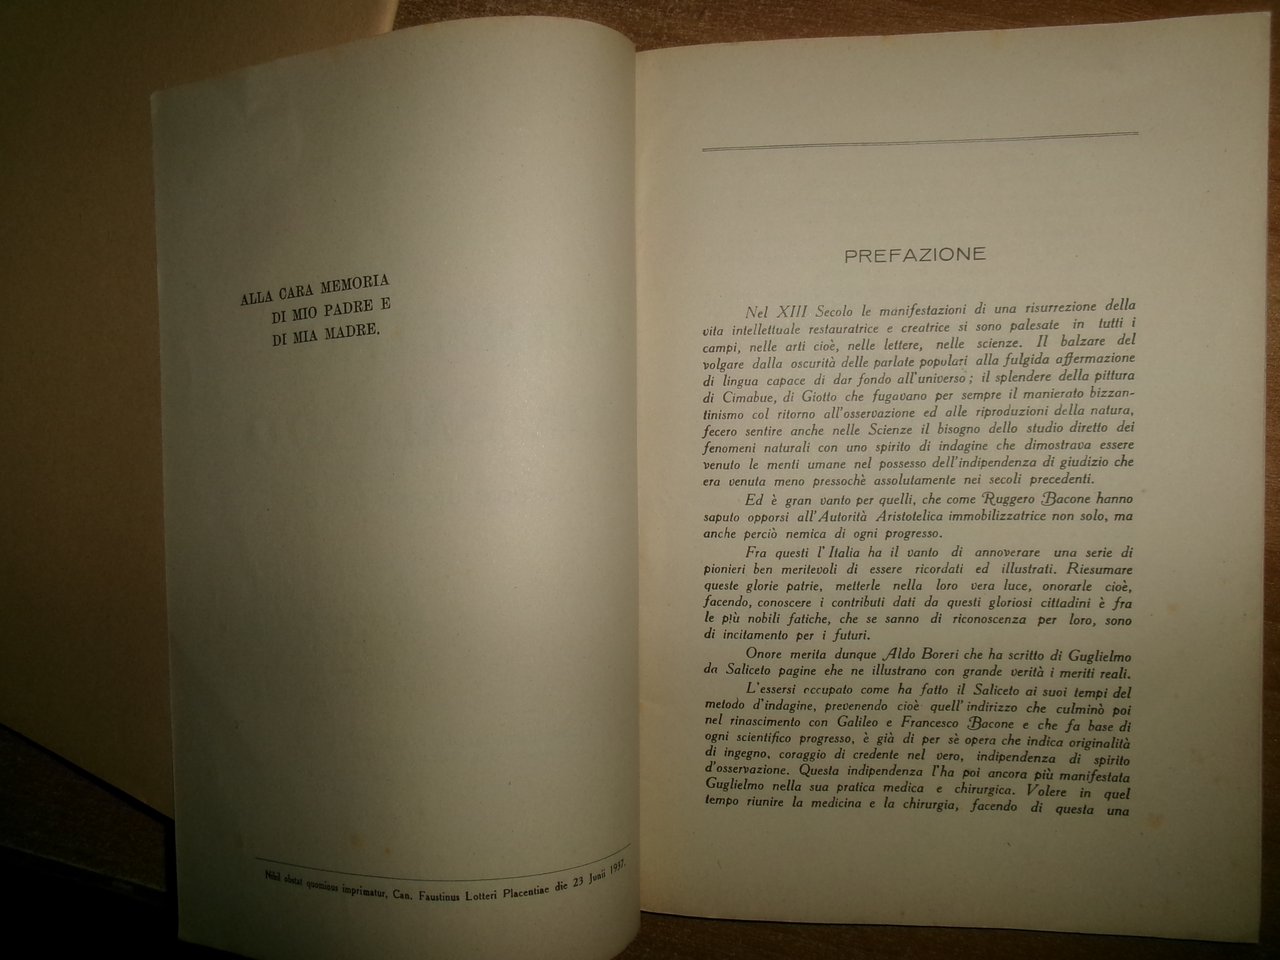 ALLA CARA MEMORIA
DI MIO PADRE E
DI MIA MADRE.
Nihil obstat quominus imprimatur, Can. Faustinus Lotteri Placentiae die 23 Junii 1937.
PREFAZIONE
Nel XIII Secolo le manifestazioni di una risurrezione della
vita intellettuale restauratrice e creatrice si sono palesate in tutti i
campi, nelle arti cioè, nelle lettere, nelle scienze. Il balzare del
volgare dalla oscurità delle parlate popolari alla fulgida affermazione
di lingua capace di dar fondo all'universo; il splendere della pittura
di Cimabue, di Giotto che fugavano per sempre il manierato bizzan-
tinismo col ritorno all'osservazione ed alle riproduzioni della natura,
fecero sentire anche nelle Scienze il bisogno dello studio diretto dei
fenomeni naturali con uno spirito di indagine che dimostrava essere
venuto le menti umane nel possesso dell'indipendenza di giudizio che
era venuta meno pressochè assolutamente nei secoli precedenti.
Ed è gran vanto per quelli, che come Ruggero Bacone hanno
saputo opporsi all'Autorità Aristotelica immobilizzatrice non solo, ma
anche perciò nemica di ogni progresso.
Fra questi l'Italia ha il vanto di annoverare una serie di
pionieri ben meritevoli di essere ricordati ed illustrati. Riesumare
queste glorie patrie, metterle nella loro vera luce, onorarle cioè,
facendo, conoscere i contributi dati da questi gloriosi cittadini è fra
le più nobili fatiche, che se sanno di riconoscenza per loro, sono
di incitamento per i futuri.
Onore merita dunque Aldo Boreri che ha scritto di Guglielmo
da Saliceto pagine ehe ne illustrano con grande verità i meriti reali.
L'essersi occupato come ha fatto il Saliceto ai suoi tempi del
metodo d'indagine, prevenendo cioè quell'indirizzo che culminò poi
nel rinascimento con Galileo e Francesco Bacone e che fa base di
ogni scientifico progresso, è già di per sè opera che indica originalità
di ingegno, coraggio di credente nel vero, indipendenza di spirito
d'osservazione. Questa indipendenza l'ha poi ancora più manifestata
Guglielmo nella sua pratica medica e chirurgica. Volere in quel
tempo riunire la medicina e la chirurgia, facendo di questa una